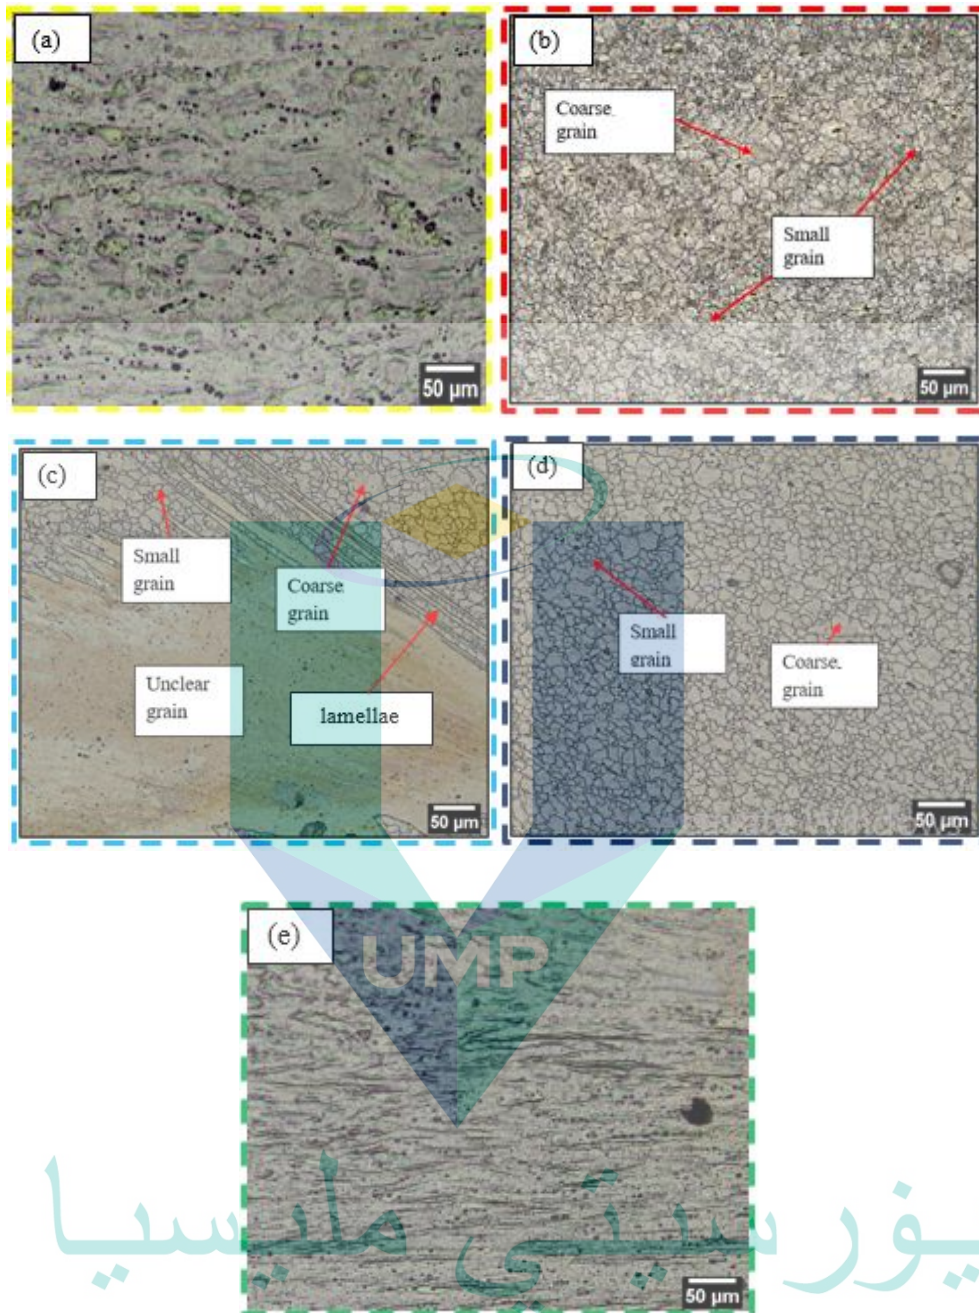 (a)
50 µm
(b)
Coarse
grain
Small
grain
50 µm
(c)
Small
grain
Coarse
grain
Unclear
grain
lamellae
50 µm
(d)
Small
grain
Coarse
grain
50 µm
(e)
UMP
50 µm
مليسيا